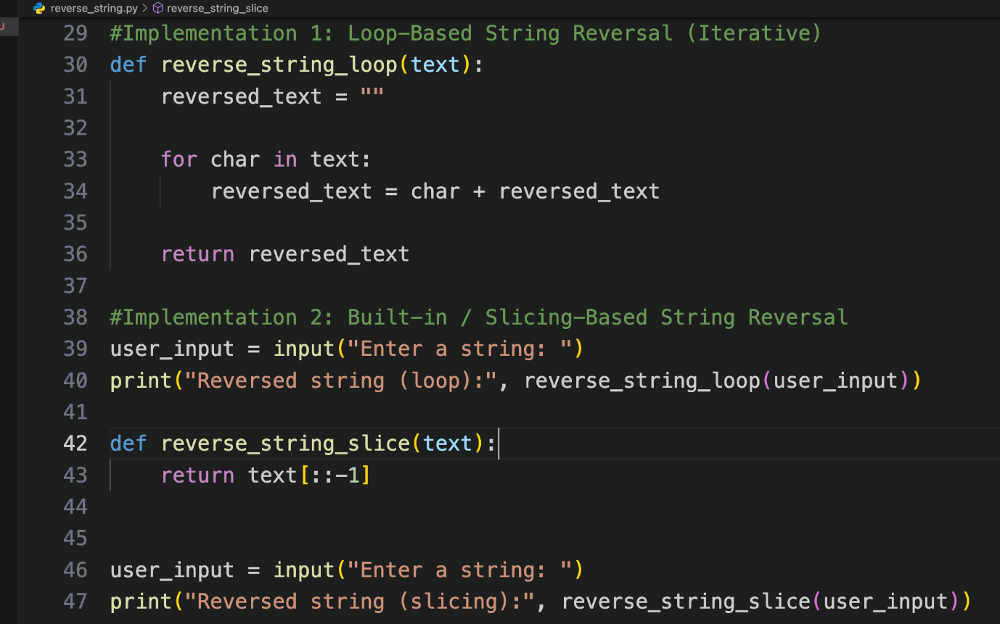 reverse_string.py > reverse_string_slice
29 #Implementation 1: Loop-Based String Reversal (Iterative)
30 def reverse_string_loop(text):
31     reversed_text = ""
32
33     for char in text:
34         reversed_text = char + reversed_text
35
36     return reversed_text
37
38 #Implementation 2: Built-in / Slicing-Based String Reversal
39 user_input = input("Enter a string: ")
40 print("Reversed string (loop):", reverse_string_loop(user_input))
41
42 def reverse_string_slice(text):
43     return text[::-1]
44
45
46 user_input = input("Enter a string: ")
47 print("Reversed string (slicing):", reverse_string_slice(user_input))